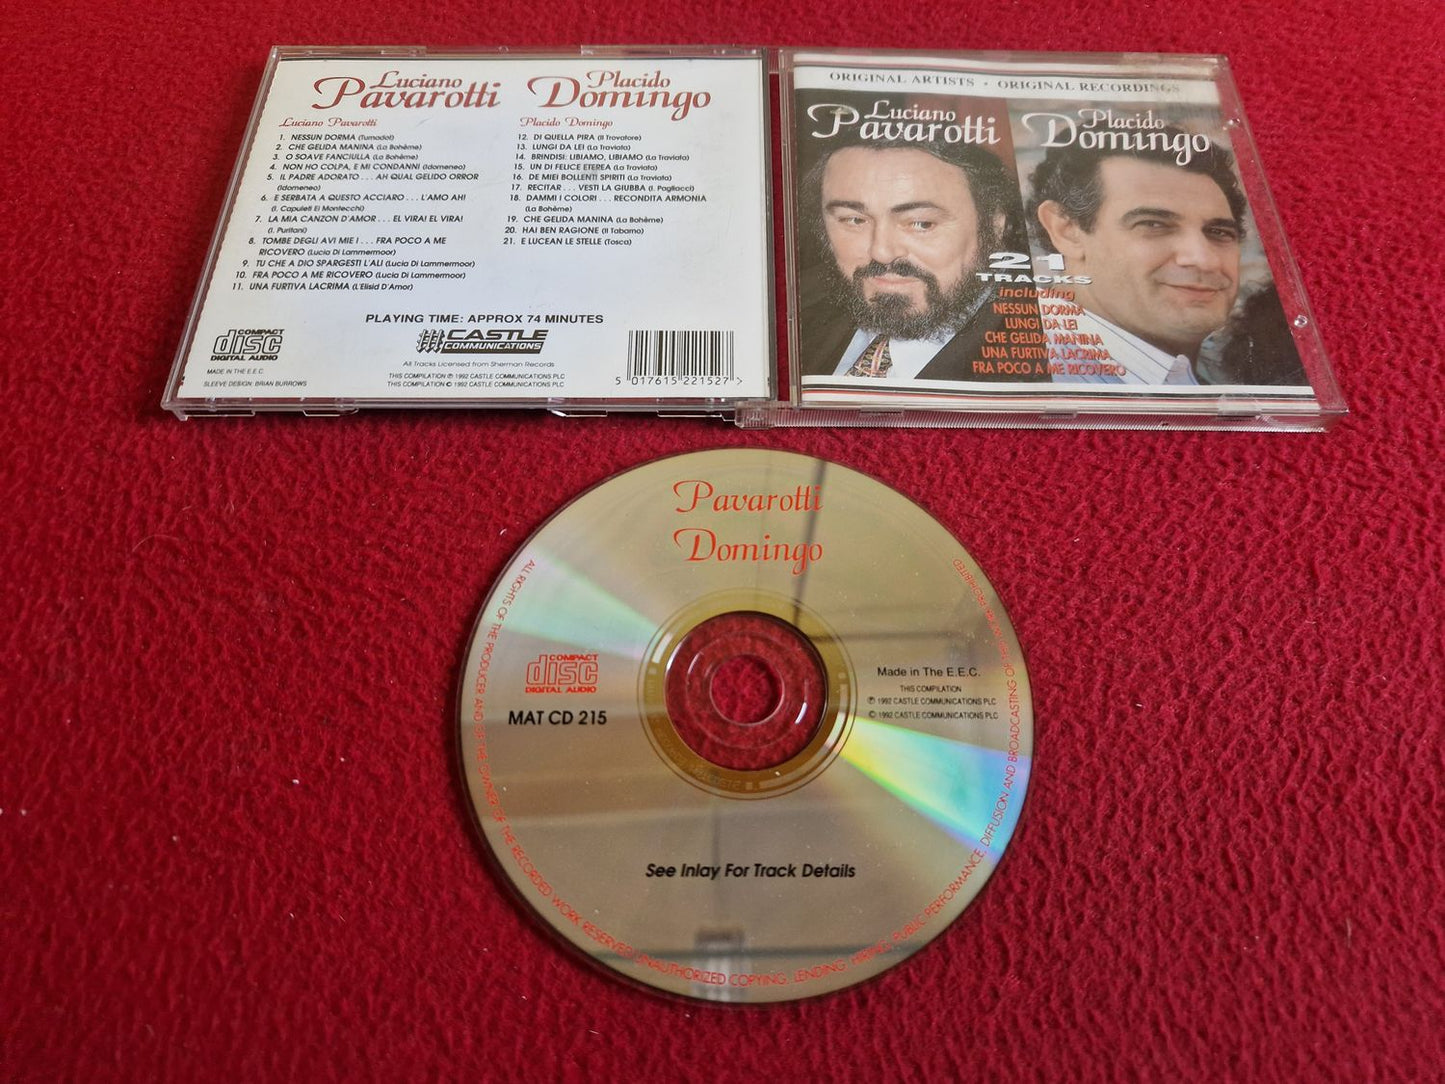 Luciano
Pavarotti
Placido
Domingo
Luciano Pavarotti
1. NESSUN DORMA (Turnadot)
2. CHE GELIDA MANINA (La Bohème)
3. O SOAVE FANCIULLA (La Bohème)
4. NON HO COLPA, E MI CONDANNI (Idomeneo)
5. IL PADRE ADORATO . . . AH QUAL GELIDO ORROR
(Idomeneo)
6. E SERBATA A QUESTO ACCIARO . . . L'AMO AH!
(I. Capuleti Ei Montecchi)
7. LA MIA CANZON D'AMOR . . . EL VIRA! EL VIRA!
(I. Puritani)
8. TOMBE DEGLI AVI MIE I . . . FRA POCO A ME
RICOVERO (Lucia Di Lammermoor)
9. TU CHE A DIO SPARGESTI L'ALI (Lucia Di Lammermoor)
10. FRA POCO A ME RICOVERO (Lucia Di Lammermoor)
11. UNA FURTIVA LACRIMA (L'Elisid D'Amor)
Placido Domingo
12. DI QUELLA PIRA (Il Trovatore)
13. LUNGI DA LEI (La Traviata)
14. BRINDISI: LIBIAMO, LIBIAMO (La Traviata)
15. UN DI FELICE ETEREA (La Traviata)
16. DE MIEI BOLLENTI SPIRITI (La Traviata)
17. RECITAR . . . VESTI LA GIUBBA (I. Pagliacci)
18. DAMMI I COLORI . . . RECONDITA ARMONIA
(La Bohème)
19. CHE GELIDA MANINA (La Bohème)
20. HAI BEN RAGIONE (Il Tabarno)
21. E LUCEAN LE STELLE (Tosca)
PLAYING TIME: APPROX 74 MINUTES
COMPACT
disc
DIGITAL AUDIO
CASTLE
COMMUNICATIONS
All Tracks Licensed from Sherman Records
MADE IN THE E.E.C.
SLEEVE DESIGN: BRIAN BURROWS
THIS COMPILATION ℗ 1992 CASTLE COMMUNICATIONS PLC
THIS COMPILATION © 1992 CASTLE COMMUNICATIONS PLC
5 017615 221527 >
ORIGINAL ARTISTS · ORIGINAL RECORDINGS
Luciano
Pavarotti
Placido
Domingo
21
TRACKS
including
NESSUN DORMA
LUNGI DA LEI
CHE GELIDA MANINA
UNA FURTIVA LACRIMA
FRA POCO A ME RICOVERO
Pavarotti
Domingo
COMPACT
disc
DIGITAL AUDIO
MAT CD 215
Made in The E.E.C.
THIS COMPILATION
℗ 1992 CASTLE COMMUNICATIONS PLC
© 1992 CASTLE COMMUNICATIONS PLC
See Inlay For Track Details
ALL RIGHTS OF THE PRODUCER AND OF THE OWNER OF THE RECORDED WORK RESERVED UNAUTHORIZED COPYING, LENDING HIRING, PUBLIC PERFORMANCE, DIFFUSION AND BROADCASTING OF PROHIBITED